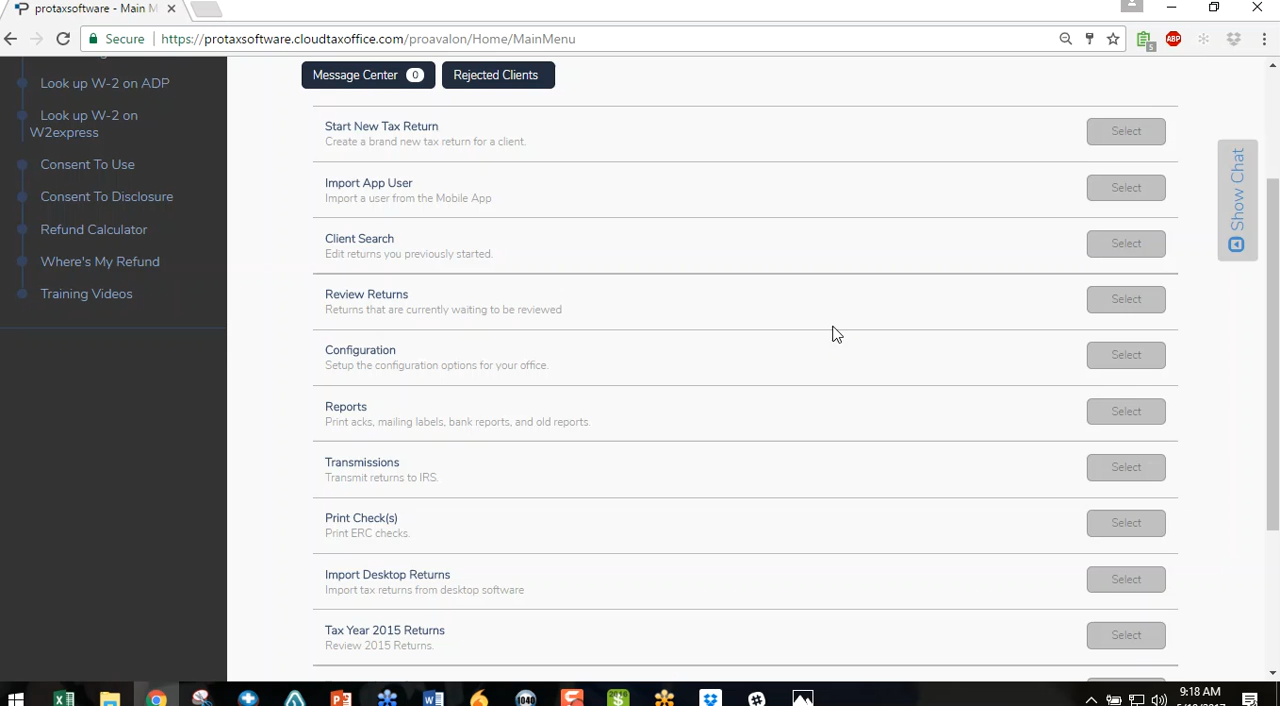 protaxsoftware - Main M
Secure
https://protaxsoftware.cloudtaxoffice.com/proavalon/Home/MainMenu
5
ABP
Look up W-2 on ADP
Look up W-2 on
W2express
Consent To Use
Consent To Disclosure
Refund Calculator
Where's My Refund
Training Videos
Message Center 0
Rejected Clients
Start New Tax Return
Create a brand new tax return for a client.
Select
Import App User
Import a user from the Mobile App
Select
Client Search
Edit returns you previously started.
Select
Review Returns
Returns that are currently waiting to be reviewed
Select
Configuration
Setup the configuration options for your office.
Select
Reports
Print acks, mailing labels, bank reports, and old reports.
Select
Transmissions
Transmit returns to IRS.
Select
Print Check(s)
Print ERC checks.
Select
Import Desktop Returns
Import tax returns from desktop software
Select
Tax Year 2015 Returns
Review 2015 Returns.
Select
Show Chat
1040
9:18 AM